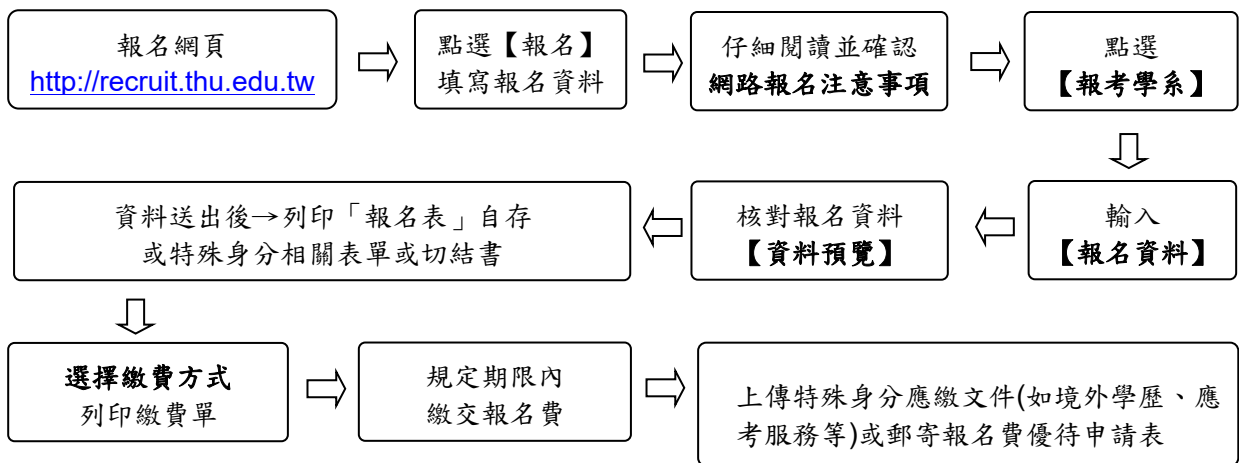 報名網頁
http://recruit.thu.edu.tw
點選【報名】
填寫報名資料
仔細閱讀並確認
網路報名注意事項
點選
【報考學系】
輸入
【報名資料】
核對報名資料
【資料預覽】
資料送出後→列印「報名表」自存
或特殊身分相關表單或切結書
選擇繳費方式
列印繳費單
規定期限內
繳交報名費
上傳特殊身分應繳文件(如境外學歷、應
考服務等)或郵寄報名費優待申請表